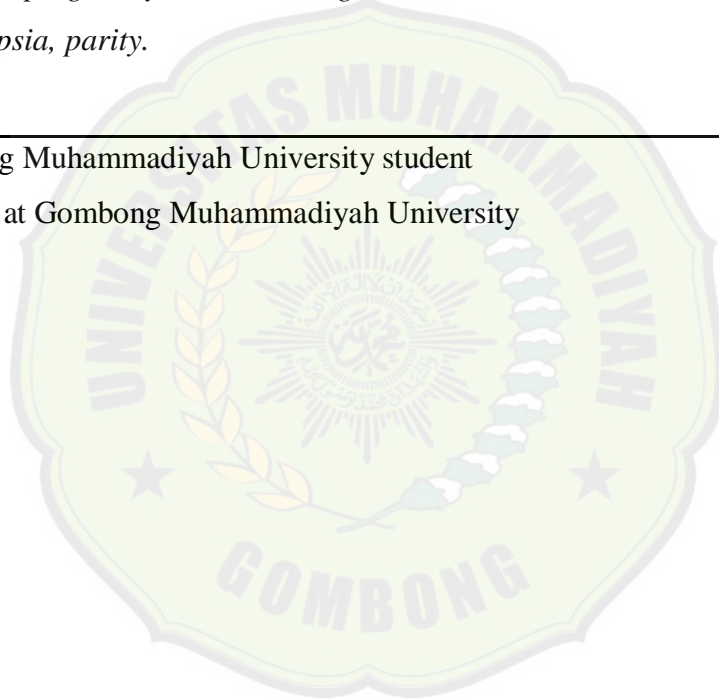 psia, parity.
g Muhammadiyah University student
at Gombong Muhammadiyah University
UNIVERSITAS MUHAMMADIYAH
GOMBONG